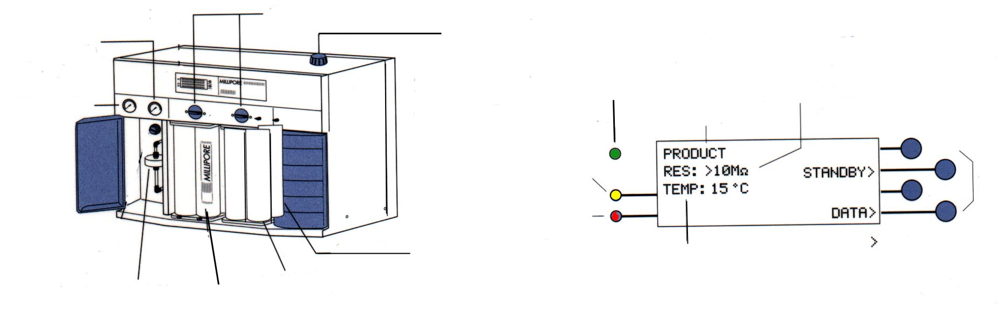 MILLIPORE
MILLIPORE
PRODUCT
RES: >10MΩ
STANDBY>
TEMP: 15 °C
DATA>
>